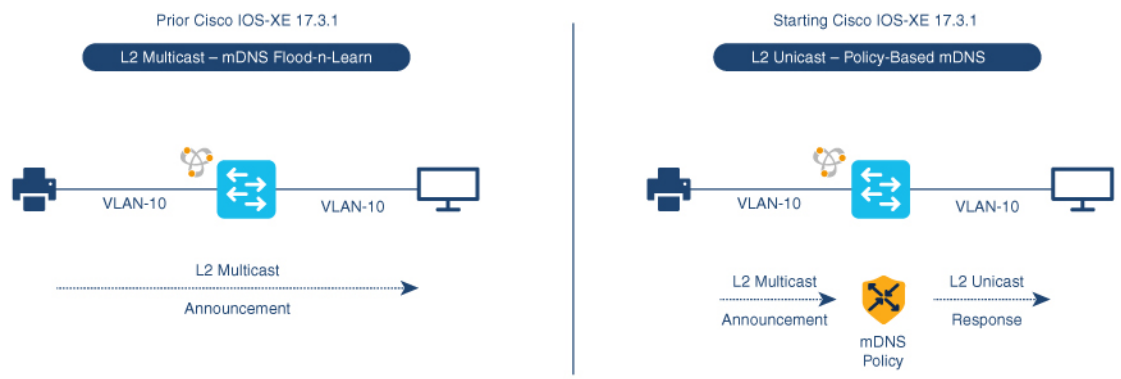 Prior Cisco IOS-XE 17.3.1
L2 Multicast – mDNS Flood-n-Learn
VLAN-10
VLAN-10
L2 Multicast
Announcement
Starting Cisco IOS-XE 17.3.1
L2 Unicast – Policy-Based mDNS
VLAN-10
VLAN-10
L2 Multicast
Announcement
mDNS
Policy
L2 Unicast
Response